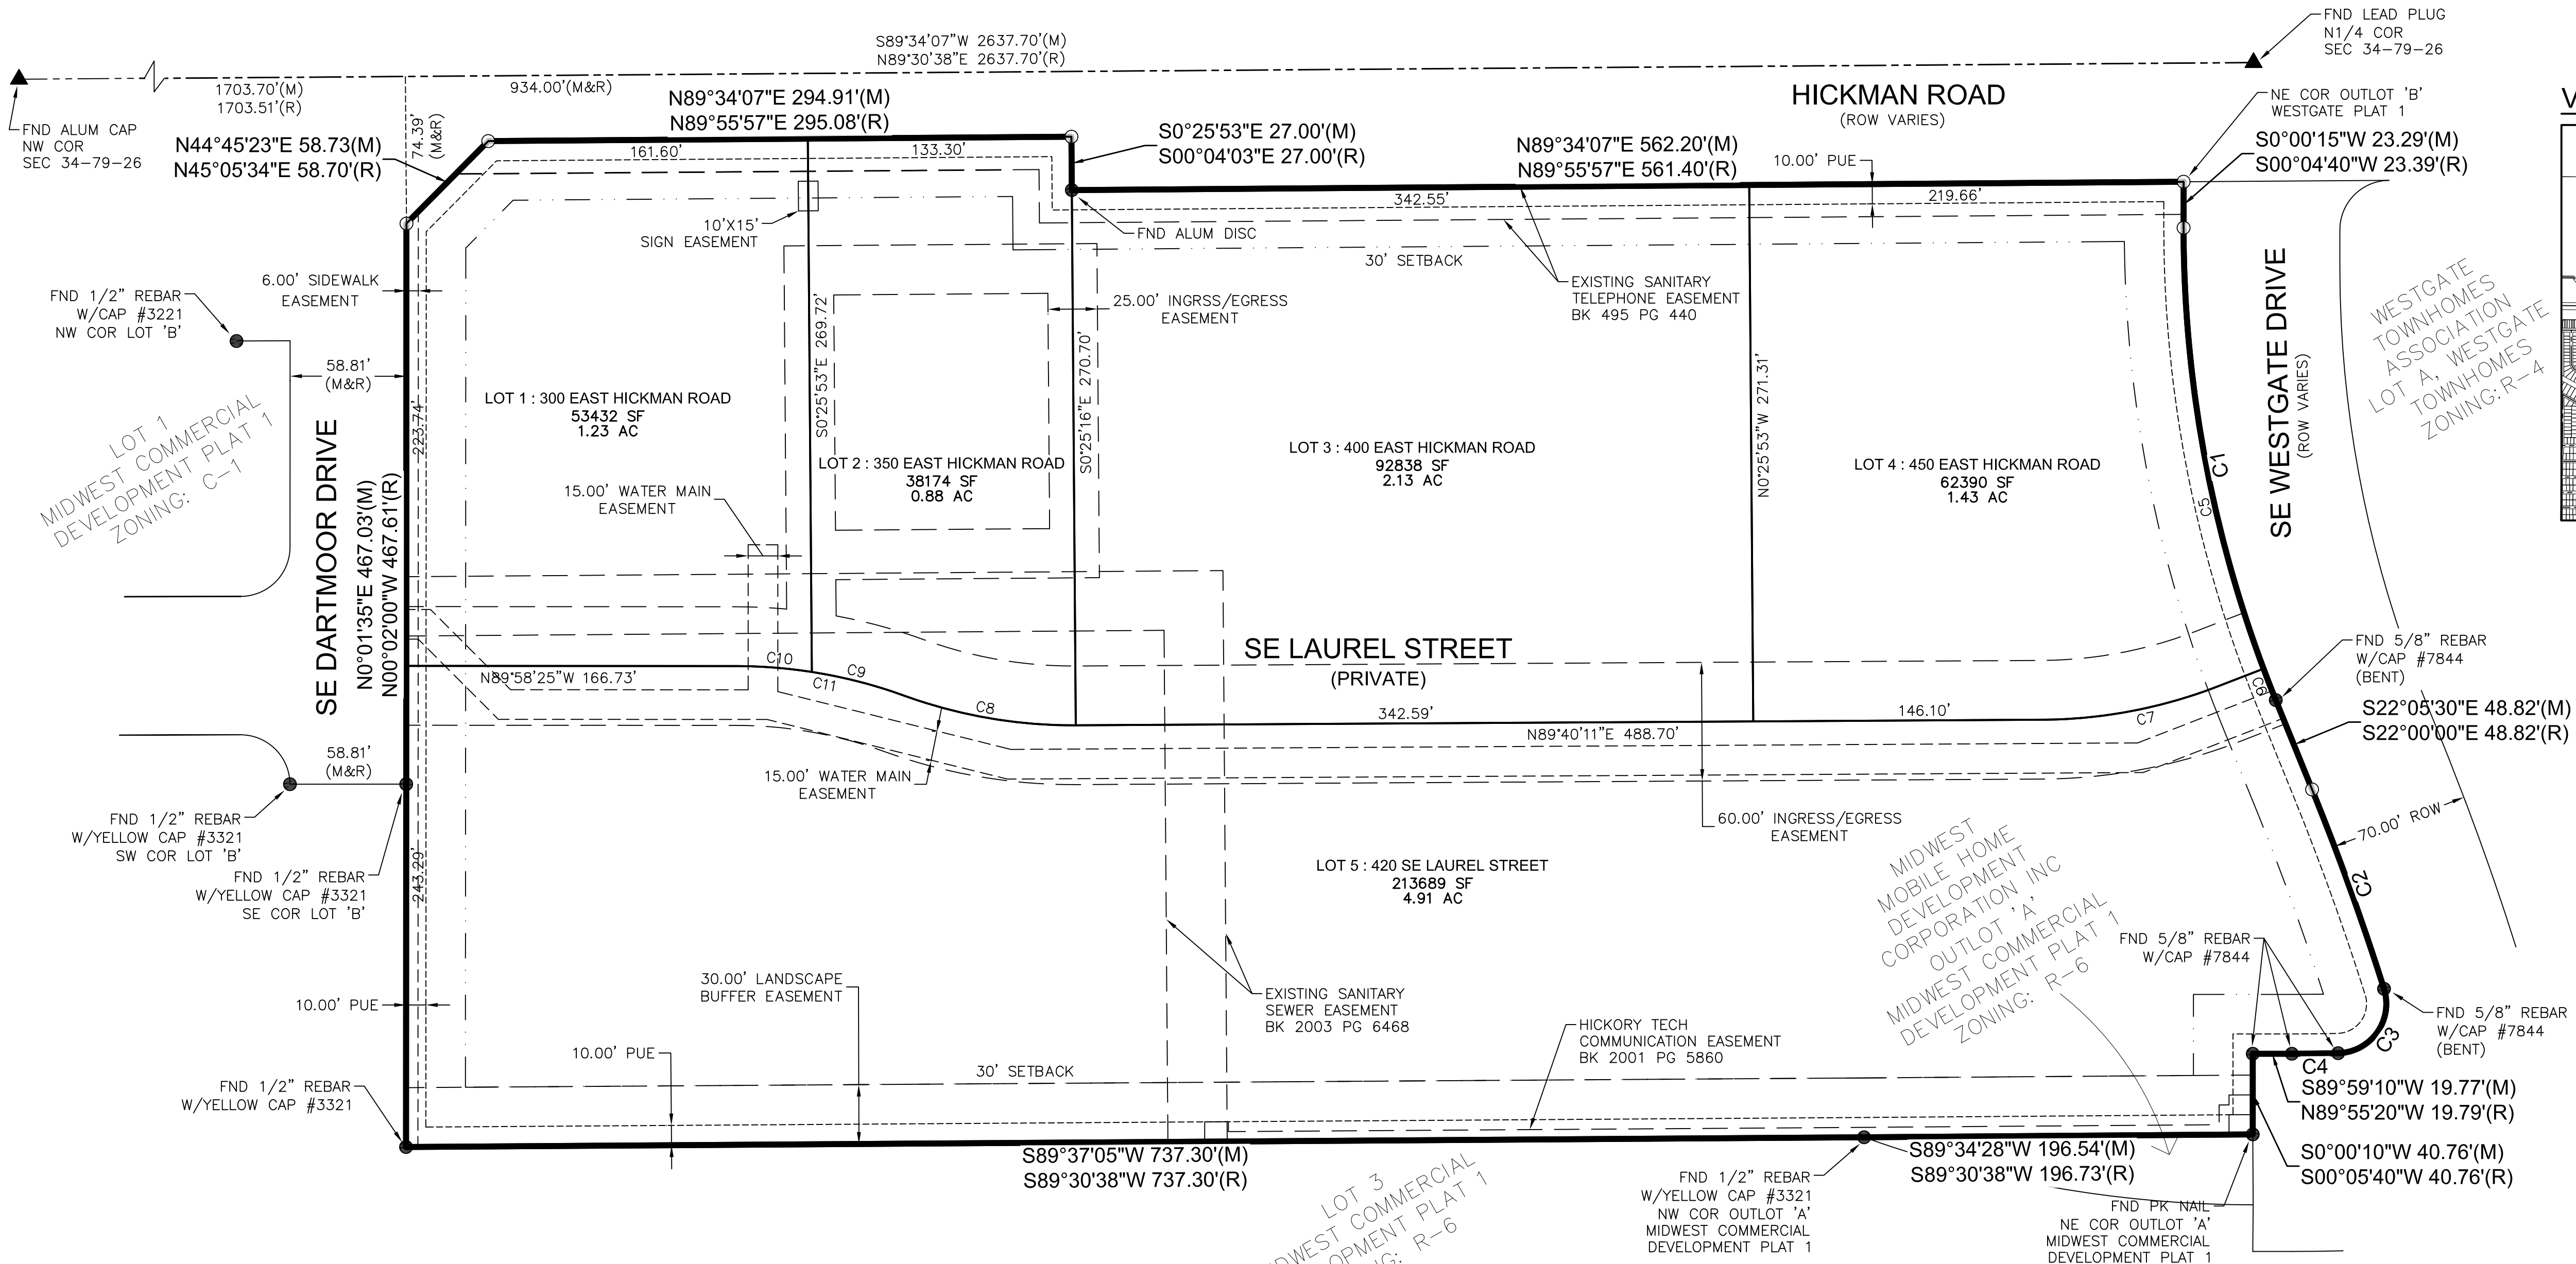 S89°34'07"W 2637.70'(M)
N89°30'38"E 2637.70'(R)
FND LEAD PLUG
N1/4 COR
SEC 34-79-26
1703.70'(M)
1703.51'(R)
934.00'(M&R)
FND ALUM CAP
NW COR
SEC 34-79-26
74.39'
(M&R)
N44°45'23"E 58.73(M)
N45°05'34"E 58.70'(R)
N89°34'07"E 294.91'(M)
N89°55'57"E 295.08'(R)
161.60'
133.30'
S0°25'53"E 27.00'(M)
S00°04'03"E 27.00'(R)
HICKMAN ROAD
(ROW VARIES)
N89°34'07"E 562.20'(M)
N89°55'57"E 561.40'(R)
10.00' PUE
NE COR OUTLOT 'B'
WESTGATE PLAT 1
S0°00'15"W 23.29'(M)
S00°04'40"W 23.39'(R)
V
342.55'
219.66'
10'X15'
SIGN EASEMENT
FND ALUM DISC
30' SETBACK
EXISTING SANITARY
TELEPHONE EASEMENT
BK 495 PG 440
6.00' SIDEWALK
EASEMENT
FND 1/2" REBAR
W/CAP #3221
NW COR LOT 'B'
58.81'
(M&R)
25.00' INGRSS/EGRESS
EASEMENT
S0°25'53"E 269.72'
S0°25'16"E 270.70'
N0°25'53"W 271.31'
SE WESTGATE DRIVE
(ROW VARIES)
WESTGATE
TOWNHOMES
ASSOCIATION
LOT A, WESTGATE
TOWNHOMES
ZONING:R-4
LOT 1
MIDWEST COMMERCIAL
DEVELOPMENT PLAT 1
ZONING: C-1
SE DARTMOOR DRIVE
N0°01'35"E 467.03'(M)
N00°02'00"W 467.61'(R)
223.74'
LOT 1 : 300 EAST HICKMAN ROAD
53432 SF
1.23 AC
LOT 2 : 350 EAST HICKMAN ROAD
38174 SF
0.88 AC
LOT 3 : 400 EAST HICKMAN ROAD
92838 SF
2.13 AC
LOT 4 : 450 EAST HICKMAN ROAD
62390 SF
1.43 AC
C1
C5
15.00' WATER MAIN
EASEMENT
SE LAUREL STREET
(PRIVATE)
N89°58'25"W 166.73'
C10
C9
C11
C8
342.59'
N89°40'11"E 488.70'
146.10'
C7
C6
FND 5/8" REBAR
W/CAP #7844
(BENT)
S22°05'30"E 48.82'(M)
S22°00'00"E 48.82'(R)
58.81'
(M&R)
15.00' WATER MAIN
EASEMENT
60.00' INGRESS/EGRESS
EASEMENT
70.00' ROW
FND 1/2" REBAR
W/YELLOW CAP #3321
SW COR LOT 'B'
FND 1/2" REBAR
W/YELLOW CAP #3321
SE COR LOT 'B'
243.29'
LOT 5 : 420 SE LAUREL STREET
213689 SF
4.91 AC
MIDWEST
MOBILE HOME
DEVELOPMENT
CORPORATION INC
OUTLOT 'A'
MIDWEST COMMERCIAL
DEVELOPMENT PLAT 1
ZONING: R-6
C2
FND 5/8" REBAR
W/CAP #7844
10.00' PUE
30.00' LANDSCAPE
BUFFER EASEMENT
EXISTING SANITARY
SEWER EASEMENT
BK 2003 PG 6468
HICKORY TECH
COMMUNICATION EASEMENT
BK 2001 PG 5860
FND 5/8" REBAR
W/CAP #7844
(BENT)
C3
10.00' PUE
30' SETBACK
C4
S89°59'10"W 19.77'(M)
N89°55'20"W 19.79'(R)
FND 1/2" REBAR
W/YELLOW CAP #3321
S89°37'05"W 737.30'(M)
S89°30'38"W 737.30'(R)
S89°34'28"W 196.54'(M)
S89°30'38"W 196.73'(R)
S0°00'10"W 40.76'(M)
S00°05'40"W 40.76'(R)
LOT 3
DWEST COMMERCIAL
OPMENT PLAT 1
NG: R-6
FND 1/2" REBAR
W/YELLOW CAP #3321
NW COR OUTLOT 'A'
MIDWEST COMMERCIAL
DEVELOPMENT PLAT 1
FND PK NAIL
NE COR OUTLOT 'A'
MIDWEST COMMERCIAL
DEVELOPMENT PLAT 1